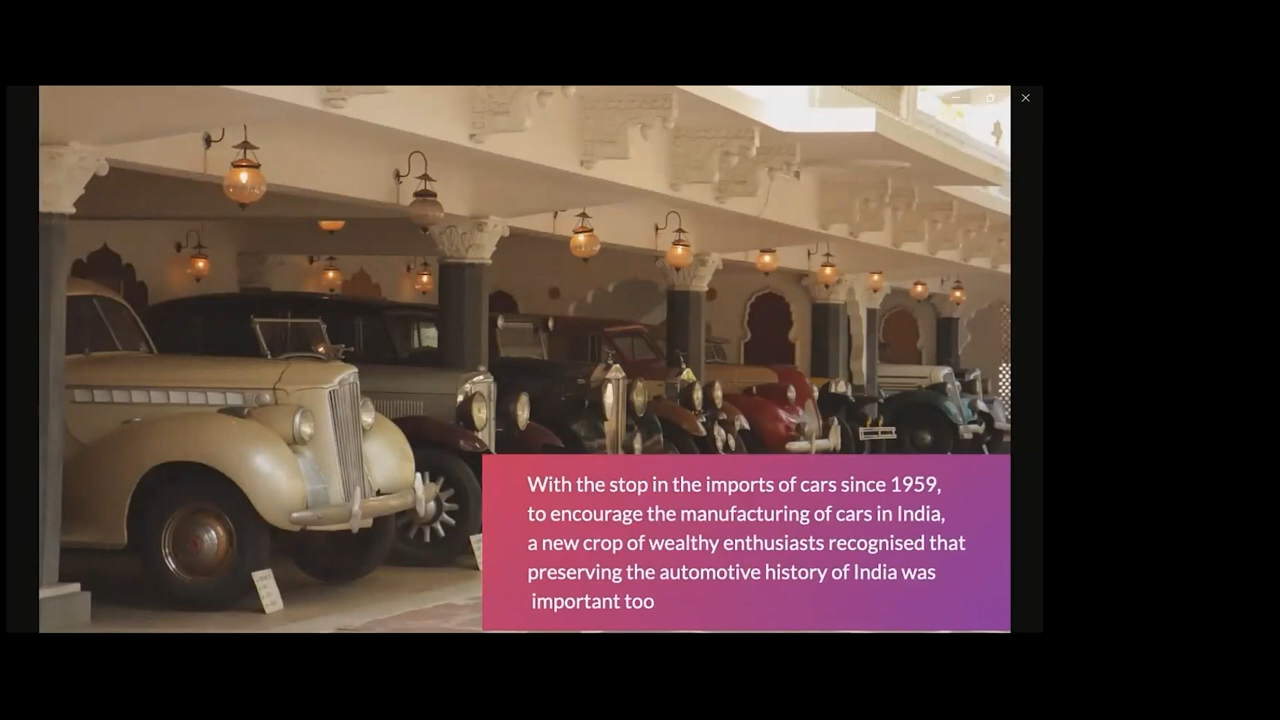 With the stop in the imports of cars since 1959,
to encourage the manufacturing of cars in India,
a new crop of wealthy enthusiasts recognised that
preserving the automotive history of India was
important too